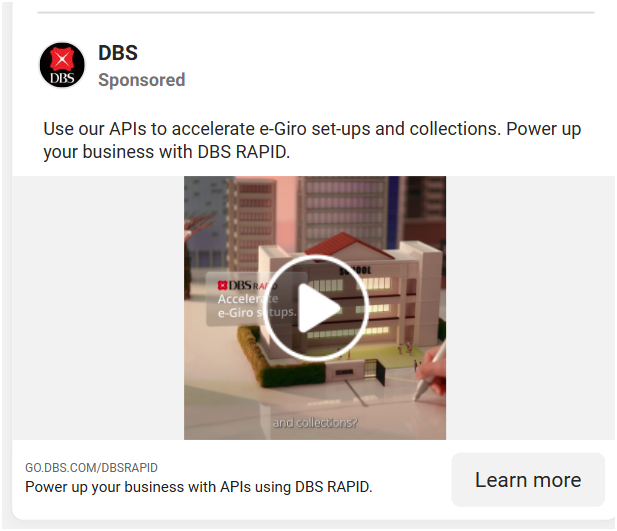 DBS
DBS
Sponsored
Use our APIs to accelerate e-Giro set-ups and collections. Power up
your business with DBS RAPID.
SCHOOL
DBS RAPID
Accelerate
e-Giro setups.
and collections?
GO.DBS.COM/DBSRAPID
Power up your business with APIs using DBS RAPID.
Learn more